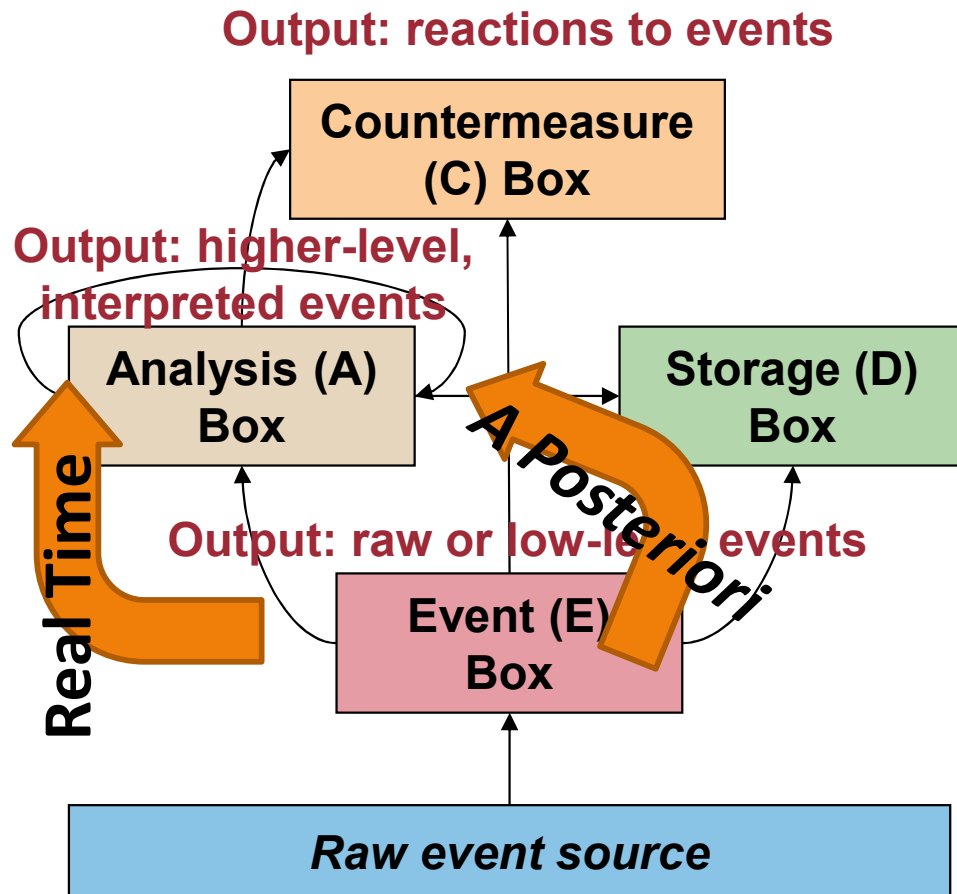 Output: reactions to events
Countermeasure
(C) Box
Output: higher-level,
interpreted events
Analysis (A)
Box
Storage (D)
Box
Real Time
A Posteriori
Output: raw or low-le events
Event (E)
Box
Raw event source